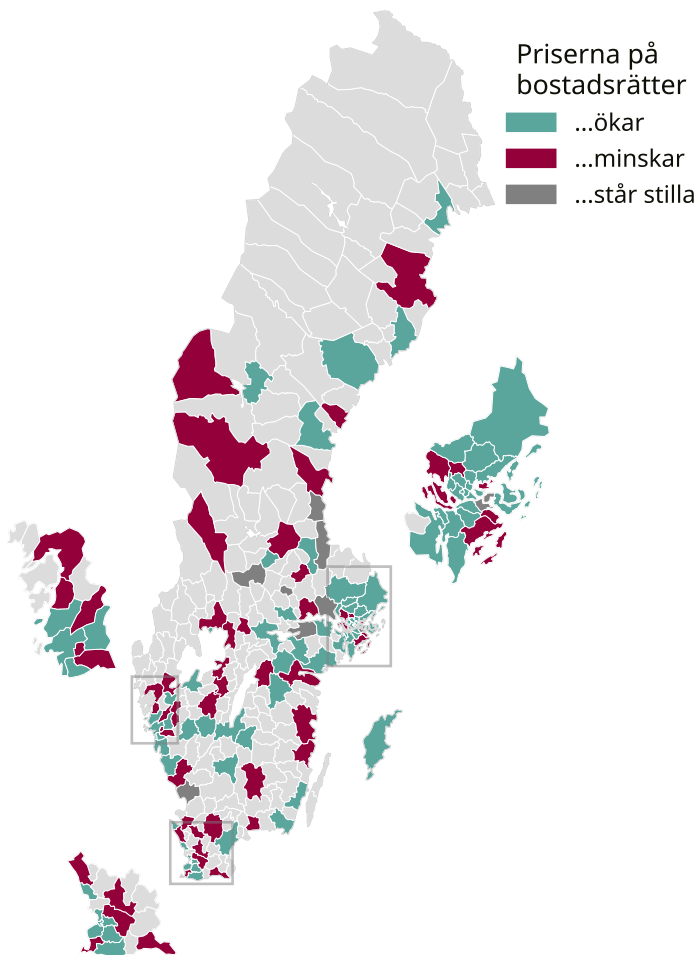 Priserna på
bostadsrätter
...ökar
...minskar
...står stilla